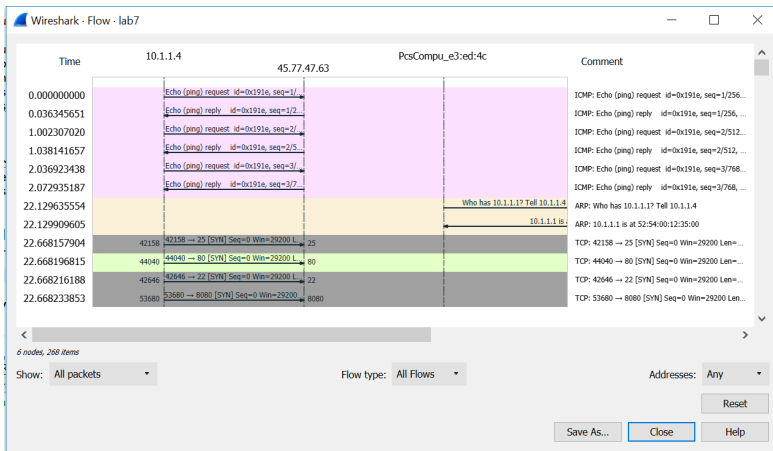 Wireshark · Flow · lab7
Time 10.1.1.4 45.77.47.63 PcsCompu_e3:ed:4c Comment
0.000000000 Echo (ping) request id=0x191e, seq=1/... ICMP: Echo (ping) request id=0x191e, seq=1/256...
0.036345651 Echo (ping) reply id=0x191e, seq=1/2... ICMP: Echo (ping) reply id=0x191e, seq=1/256, ...
1.002307020 Echo (ping) request id=0x191e, seq=2/... ICMP: Echo (ping) request id=0x191e, seq=2/512...
1.038141657 Echo (ping) reply id=0x191e, seq=2/5... ICMP: Echo (ping) reply id=0x191e, seq=2/512, ...
2.036923438 Echo (ping) request id=0x191e, seq=3/... ICMP: Echo (ping) request id=0x191e, seq=3/768...
2.072935187 Echo (ping) reply id=0x191e, seq=3/7... ICMP: Echo (ping) reply id=0x191e, seq=3/768, ...
22.129635554 Who has 10.1.1.1? Tell 10.1.1.4 ARP: Who has 10.1.1.1? Tell 10.1.1.4
22.129909605 10.1.1.1 is ARP: 10.1.1.1 is at 52:54:00:12:35:00
22.668157904 42158 42158 → 25 [SYN] Seq=0 Win=29200 L... 25 TCP: 42158 → 25 [SYN] Seq=0 Win=29200 Len=...
22.668196815 44040 44040 → 80 [SYN] Seq=0 Win=29200 L... 80 TCP: 44040 → 80 [SYN] Seq=0 Win=29200 Len=...
22.668216188 42646 42646 → 22 [SYN] Seq=0 Win=29200 L... 22 TCP: 42646 → 22 [SYN] Seq=0 Win=29200 Len=...
22.668233853 53680 53680 → 8080 [SYN] Seq=0 Win=29200... 8080 TCP: 53680 → 8080 [SYN] Seq=0 Win=29200 Len...
6 nodes, 268 items
Show: All packets Flow type: All Flows Addresses: Any
Reset
Save As... Close Help